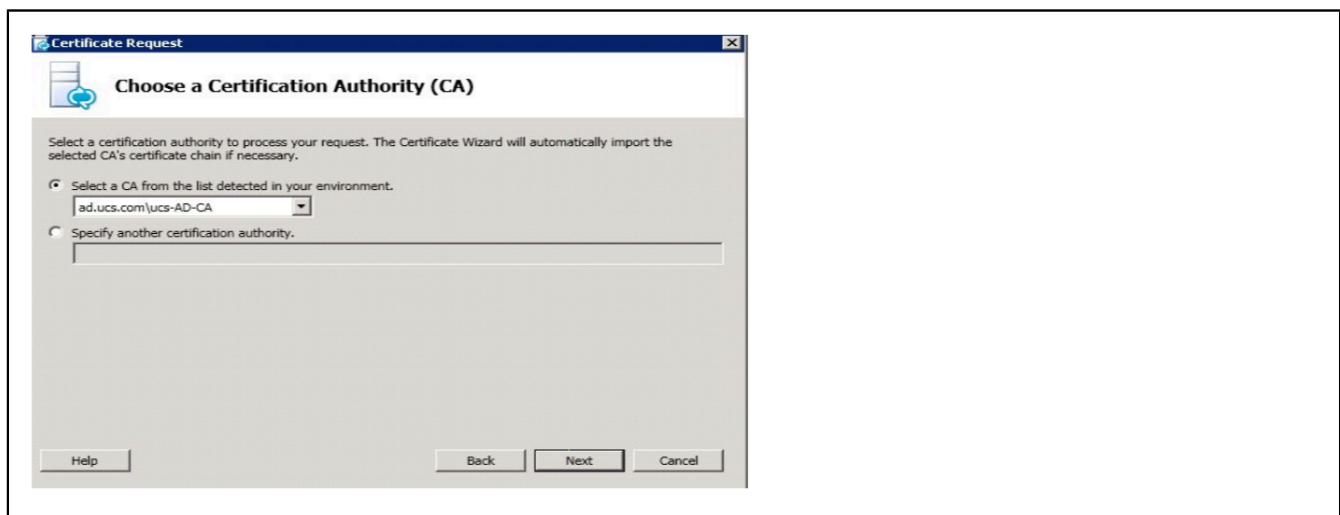 Certificate Request
Choose a Certification Authority (CA)
Select a certification authority to process your request. The Certificate Wizard will automatically import the
selected CA's certificate chain if necessary.
Select a CA from the list detected in your environment.
ad.ucs.com\ucs-AD-CA
Specify another certification authority.
Help
Back
Next
Cancel